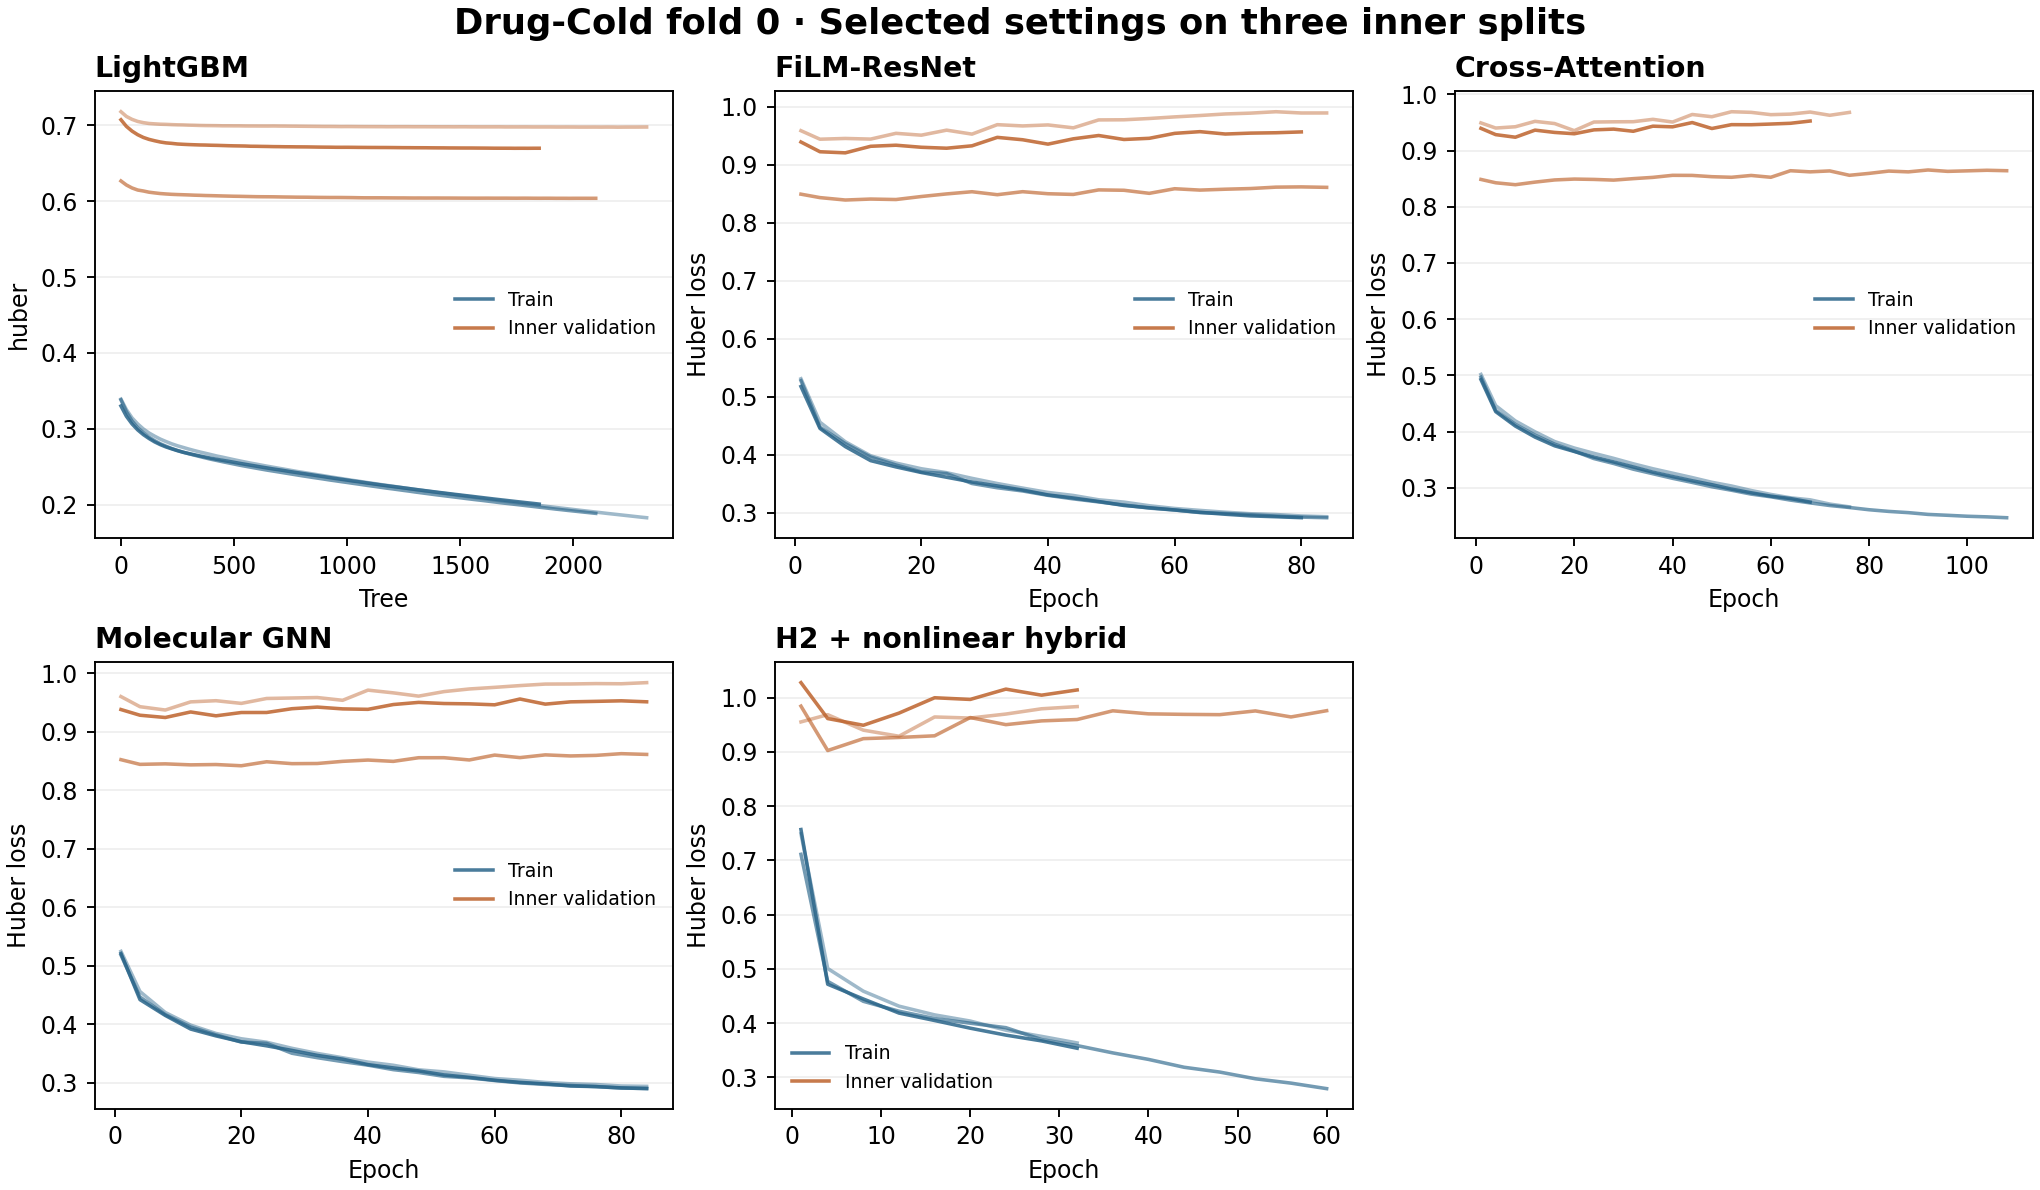 Drug-Cold fold 0 · Selected settings on three inner splits
LightGBM
huber
0.7
0.6
0.5
0.4
0.3
0.2
Train
Inner validation
0
500
1000
1500
2000
Tree
FiLM-ResNet
Huber loss
1.0
0.9
0.8
0.7
0.6
0.5
0.4
0.3
Train
Inner validation
0
20
40
60
80
Epoch
Cross-Attention
Huber loss
1.0
0.9
0.8
0.7
0.6
0.5
0.4
0.3
Train
Inner validation
0
20
40
60
80
100
Epoch
Molecular GNN
Huber loss
1.0
0.9
0.8
0.7
0.6
0.5
0.4
0.3
Train
Inner validation
0
20
40
60
80
Epoch
H2 + nonlinear hybrid
Huber loss
1.0
0.9
0.8
0.7
0.6
0.5
0.4
0.3
Train
Inner validation
0
10
20
30
40
50
60
Epoch